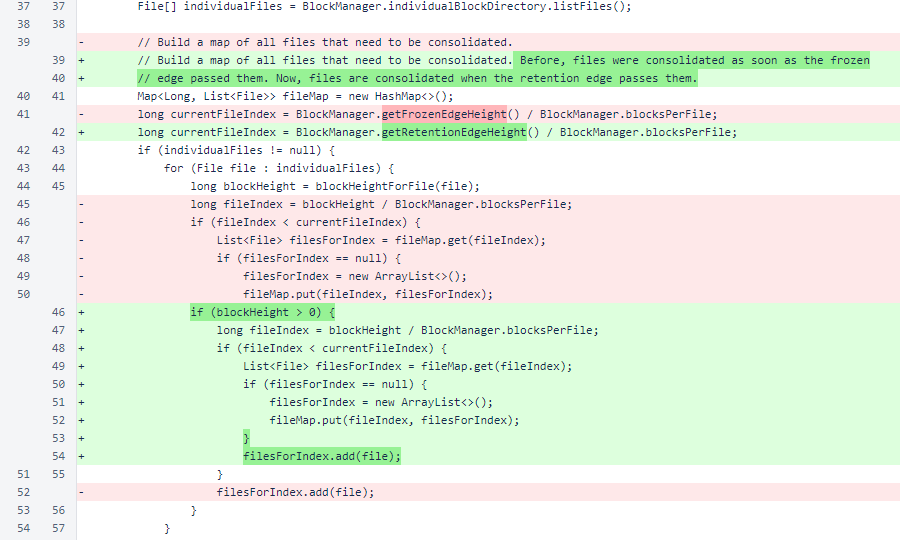 37 37 File[] individualFiles = BlockManager.individualBlockDirectory.listFiles();
38 38
39 - // Build a map of all files that need to be consolidated.
39 + // Build a map of all files that need to be consolidated. Before, files were consolidated as soon as the frozen
40 + // edge passed them. Now, files are consolidated when the retention edge passes them.
40 41 Map<Long, List<File>> fileMap = new HashMap<>();
41 - long currentFileIndex = BlockManager.getFrozenEdgeHeight() / BlockManager.blocksPerFile;
42 + long currentFileIndex = BlockManager.getRetentionEdgeHeight() / BlockManager.blocksPerFile;
42 43 if (individualFiles != null) {
43 44 for (File file : individualFiles) {
44 45 long blockHeight = blockHeightForFile(file);
45 - long fileIndex = blockHeight / BlockManager.blocksPerFile;
46 - if (fileIndex < currentFileIndex) {
47 - List<File> filesForIndex = fileMap.get(fileIndex);
48 - if (filesForIndex == null) {
49 - filesForIndex = new ArrayList<>();
50 - fileMap.put(fileIndex, filesForIndex);
46 + if (blockHeight > 0) {
47 + long fileIndex = blockHeight / BlockManager.blocksPerFile;
48 + if (fileIndex < currentFileIndex) {
49 + List<File> filesForIndex = fileMap.get(fileIndex);
50 + if (filesForIndex == null) {
51 + filesForIndex = new ArrayList<>();
52 + fileMap.put(fileIndex, filesForIndex);
53 + }
54 + filesForIndex.add(file);
51 55 }
52 - filesForIndex.add(file);
53 56 }
54 57 }